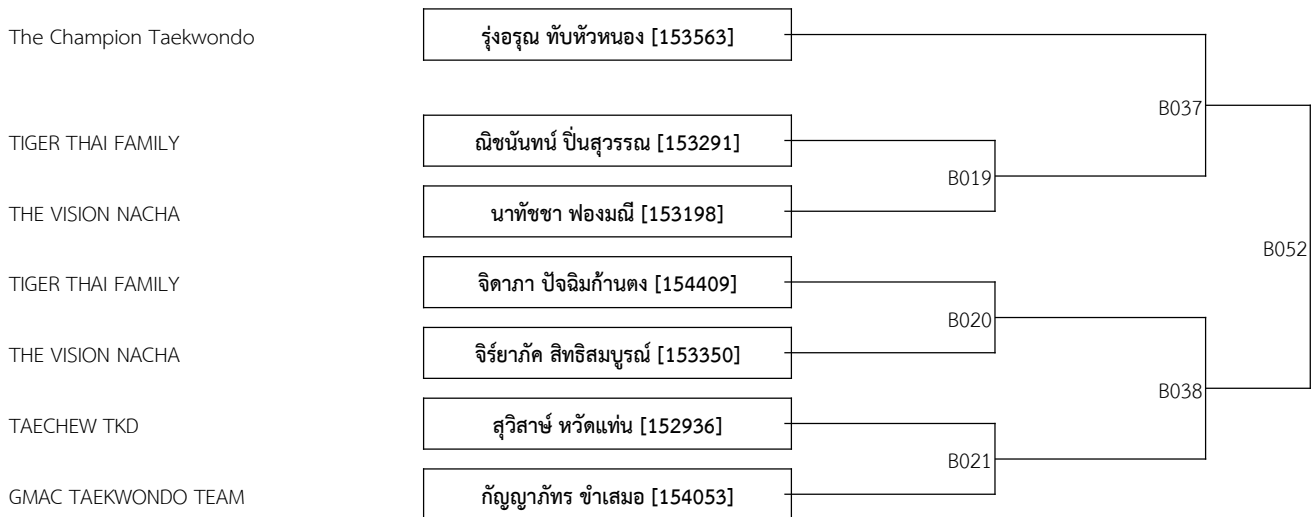 The Champion Taekwondo รุ่งอรุณ ทับหัวหนอง [153563]
B037
TIGER THAI FAMILY ณิชนันทน์ ปิ่นสุวรรณ [153291]
B019
THE VISION NACHA นาทัชชา ฟองมณี [153198]
B052
TIGER THAI FAMILY จิดาภา ปัจฉิมก้านตง [154409]
B020
THE VISION NACHA จิร์ยาภัค สิทธิสมบูรณ์ [153350]
B038
TAECHEW TKD สุวิสาษ์ หวัดแท่น [152936]
B021
GMAC TAEKWONDO TEAM กัญญาภัทร ขำเสมอ [154053]